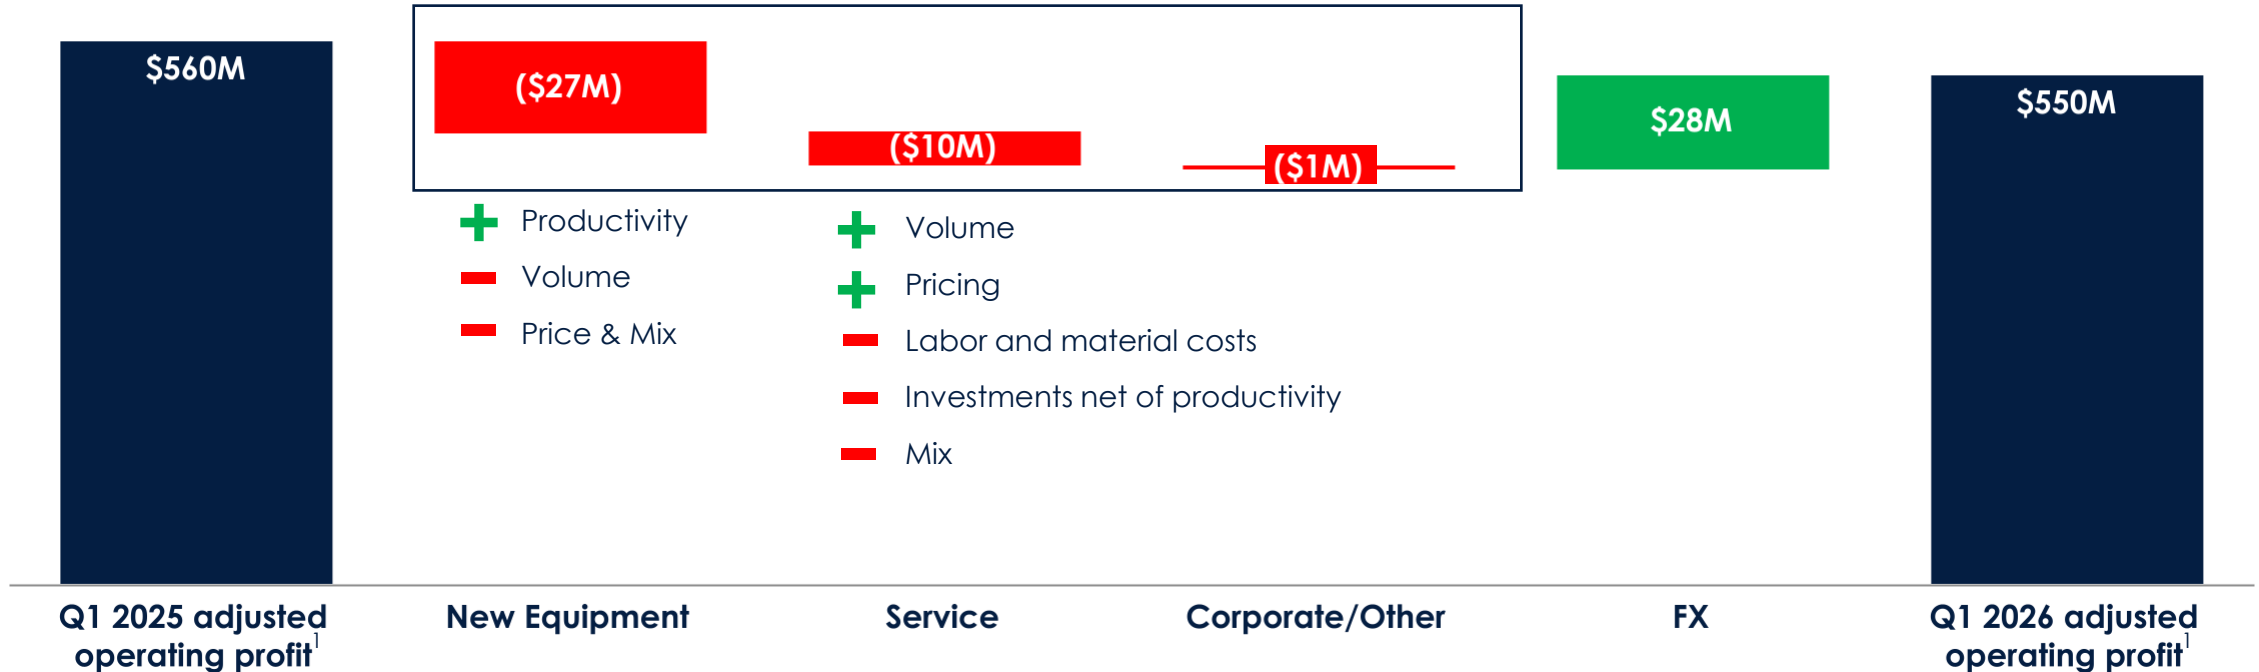 $560M
($27M)
($10M)
($1M)
$28M
$550M
Productivity
Volume
Price & Mix
Volume
Pricing
Labor and material costs
Investments net of productivity
Mix
Q1 2025 adjusted
operating profit1
New Equipment
Service
Corporate/Other
FX
Q1 2026 adjusted
operating profit1